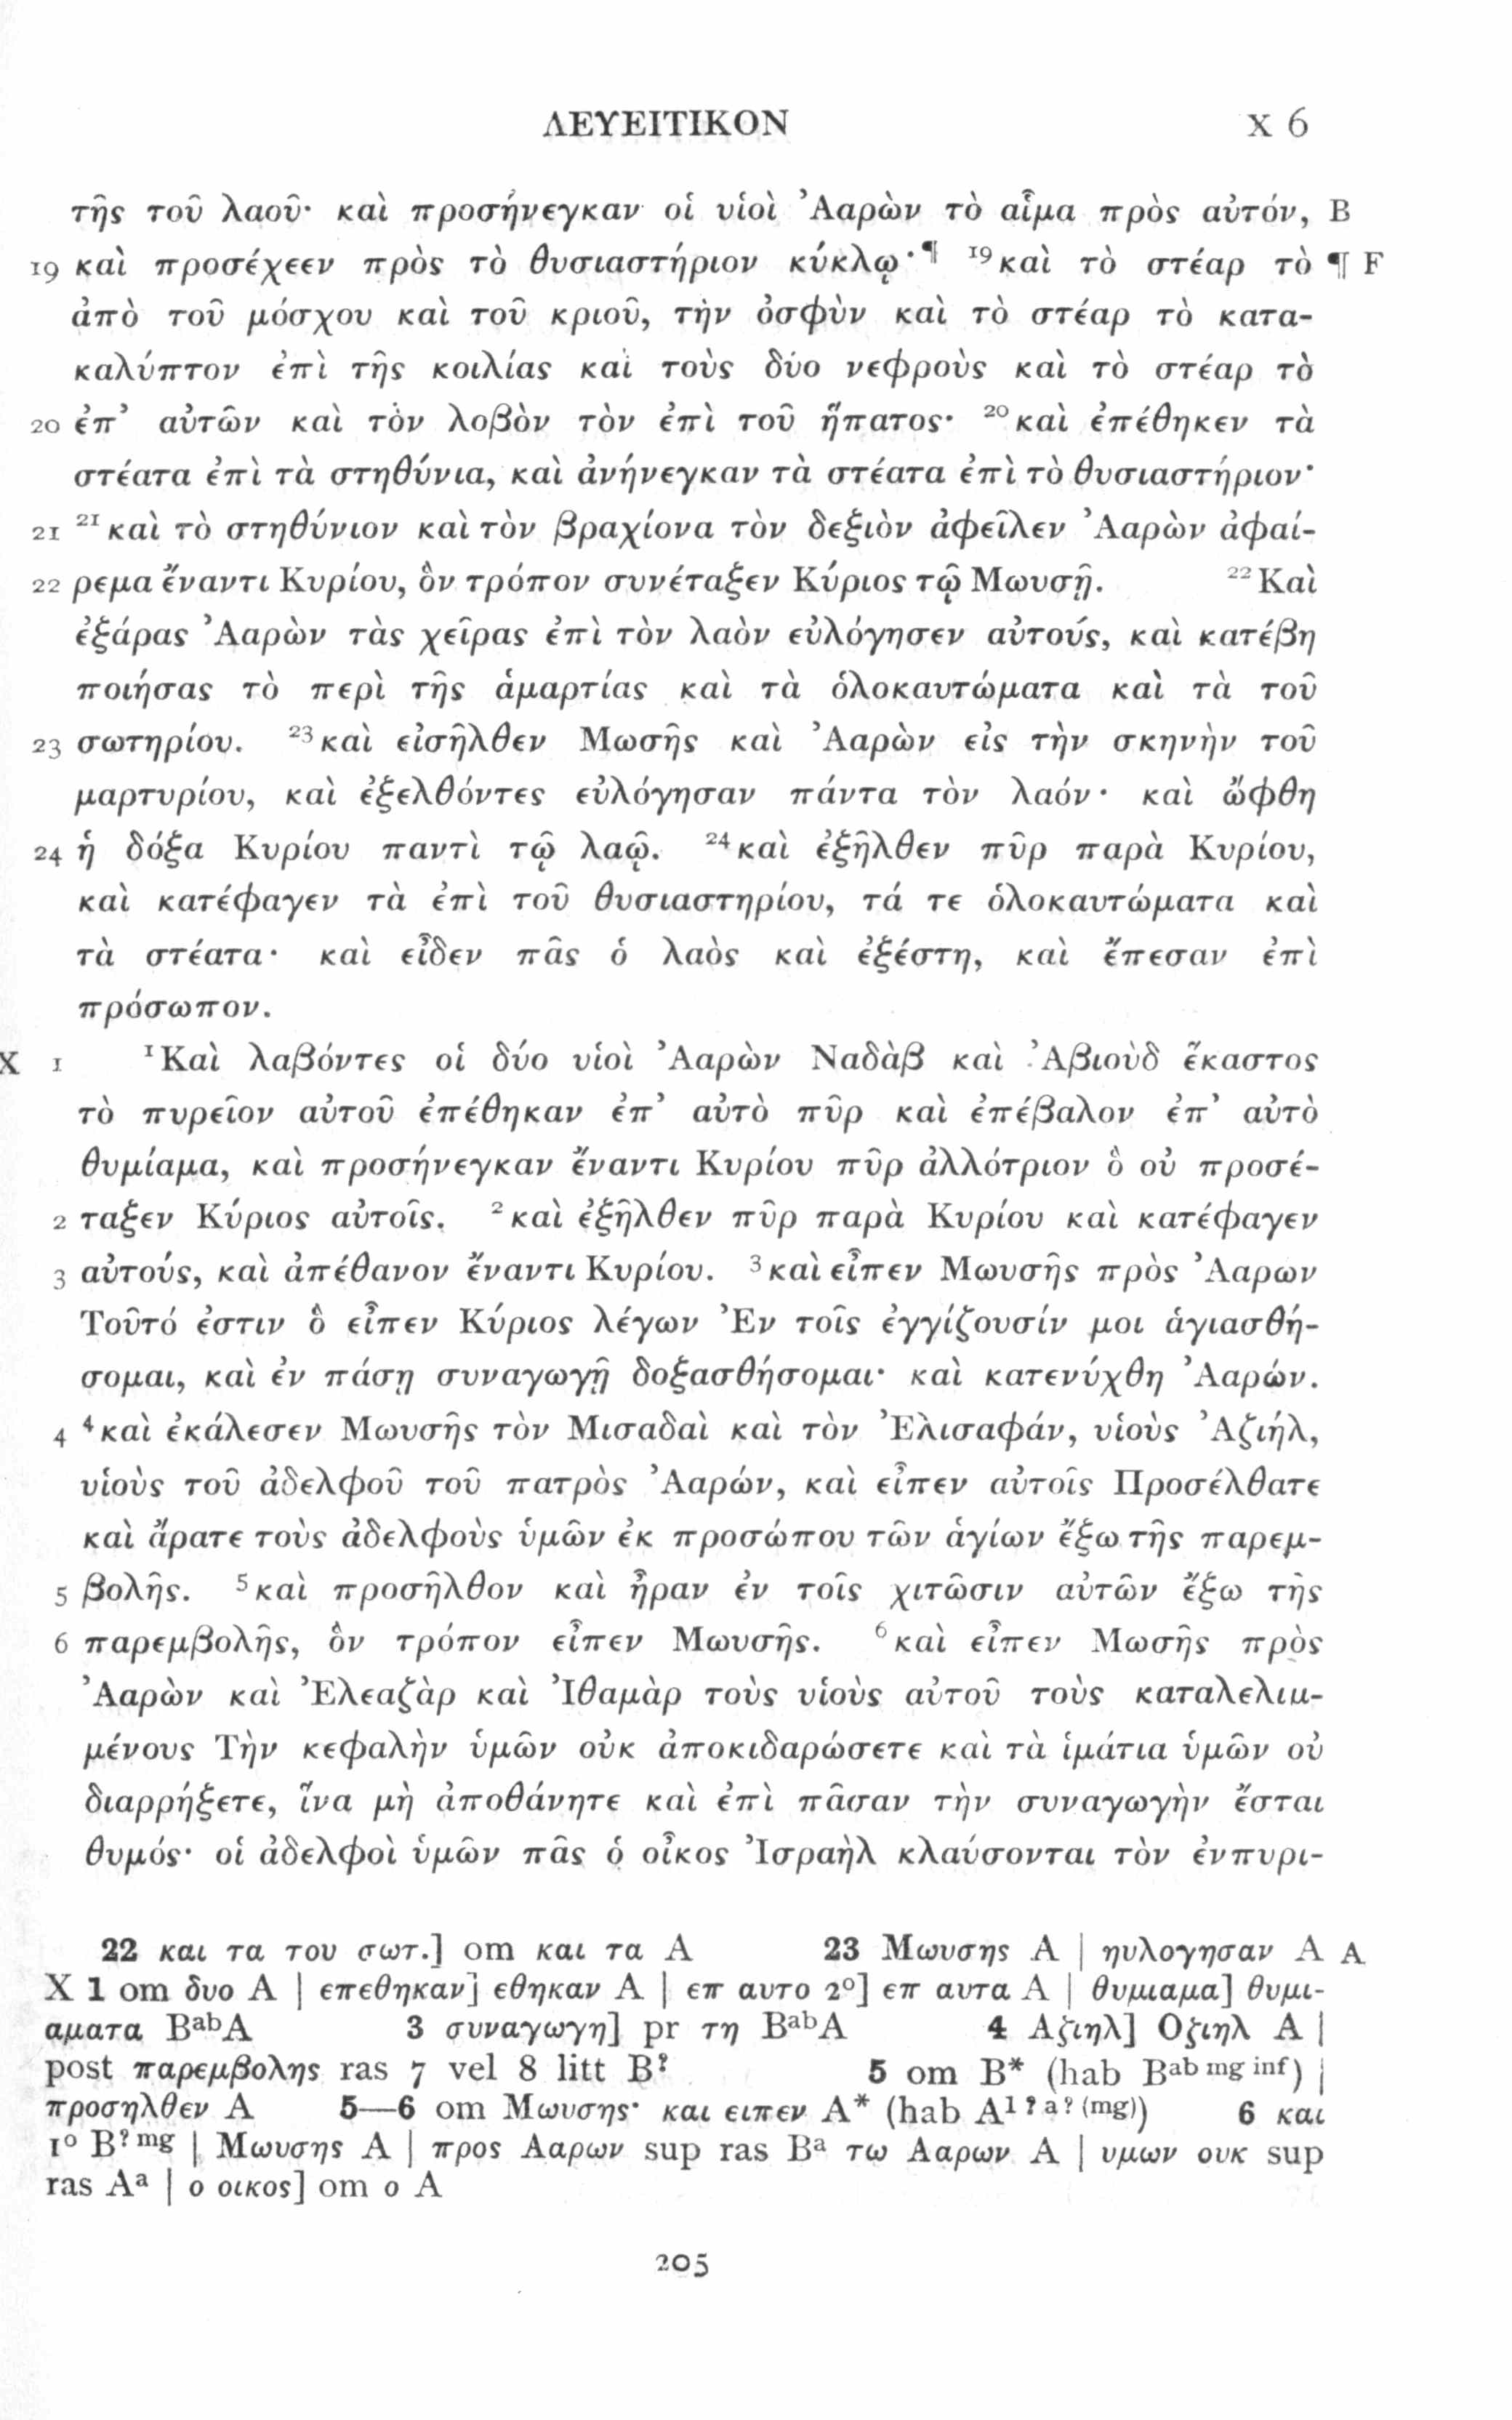 ΛΕΥΕΙΤΙΚΟΝ X 6
τῆς τοῦ λαοῦ· καὶ προσήνεγκαν οἱ υἱοὶ Ἀαρὼν τὸ αἷμα πρὸς αὐτόν, B
19 καὶ προσέχεεν πρὸς τὸ θυσιαστήριον κύκλῳ·¶ ¹⁹καὶ τὸ στέαρ τὸ ¶ F
ἀπὸ τοῦ μόσχου καὶ τοῦ κριοῦ, τὴν ὀσφὺν καὶ τὸ στέαρ τὸ κατα-
καλύπτον ἐπὶ τῆς κοιλίας καὶ τοὺς δύο νεφροὺς καὶ τὸ στέαρ τὸ
20 ἐπ’ αὐτῶν καὶ τὸν λοβὸν τὸν ἐπὶ τοῦ ἥπατος· ²⁰καὶ ἐπέθηκεν τὰ
στέατα ἐπὶ τὰ στηθύνια, καὶ ἀνήνεγκαν τὰ στέατα ἐπὶ τὸ θυσιαστήριον·
21 ²¹καὶ τὸ στηθύνιον καὶ τὸν βραχίονα τὸν δεξιὸν ἀφεῖλεν Ἀαρὼν ἀφαί-
22 ρεμα ἔναντι Κυρίου, ὃν τρόπον συνέταξεν Κύριος τῷ Μωυσῇ. ²²Καὶ
ἐξάρας Ἀαρὼν τὰς χεῖρας ἐπὶ τὸν λαὸν εὐλόγησεν αὐτούς, καὶ κατέβη
ποιήσας τὸ περὶ τῆς ἁμαρτίας καὶ τὰ ὁλοκαυτώματα καὶ τὰ τοῦ
23 σωτηρίου. ²³καὶ εἰσῆλθεν Μωσῆς καὶ Ἀαρὼν εἰς τὴν σκηνὴν τοῦ
μαρτυρίου, καὶ ἐξελθόντες εὐλόγησαν πάντα τὸν λαόν· καὶ ὤφθη
24 ἡ δόξα Κυρίου παντὶ τῷ λαῷ. ²⁴καὶ ἐξῆλθεν πῦρ παρὰ Κυρίου,
καὶ κατέφαγεν τὰ ἐπὶ τοῦ θυσιαστηρίου, τά τε ὁλοκαυτώματα καὶ
τὰ στέατα· καὶ εἶδεν πᾶς ὁ λαὸς καὶ ἐξέστη, καὶ ἔπεσαν ἐπὶ
πρόσωπον.
X 1 ¹Καὶ λαβόντες οἱ δύο υἱοὶ Ἀαρὼν Ναδὰβ καὶ Ἀβιοὺδ ἕκαστος
τὸ πυρεῖον αὐτοῦ ἐπέθηκαν ἐπ’ αὐτὸ πῦρ καὶ ἐπέβαλον ἐπ’ αὐτὸ
θυμίαμα, καὶ προσήνεγκαν ἔναντι Κυρίου πῦρ ἀλλότριον ὃ οὐ προσέ-
2 ταξεν Κύριος αὐτοῖς. ²καὶ ἐξῆλθεν πῦρ παρὰ Κυρίου καὶ κατέφαγεν
3 αὐτούς, καὶ ἀπέθανον ἔναντι Κυρίου. ³καὶ εἶπεν Μωυσῆς πρὸς Ἀαρων
Τοῦτό ἐστιν ὃ εἶπεν Κύριος λέγων Ἐν τοῖς ἐγγίζουσίν μοι ἁγιασθή-
σομαι, καὶ ἐν πάσῃ συναγωγῇ δοξασθήσομαι· καὶ κατενύχθη Ἀαρών.
4 ⁴καὶ ἐκάλεσεν Μωυσῆς τὸν Μισαδαὶ καὶ τὸν Ἐλισαφάν, υἱοὺς Ἀζιήλ,
υἱοὺς τοῦ ἀδελφοῦ τοῦ πατρὸς Ἀαρών, καὶ εἶπεν αὐτοῖς Προσέλθατε
καὶ ἄρατε τοὺς ἀδελφοὺς ὑμῶν ἐκ προσώπου τῶν ἁγίων ἔξω τῆς παρεμ-
5 βολῆς. ⁵καὶ προσῆλθον καὶ ἦραν ἐν τοῖς χιτῶσιν αὐτῶν ἔξω τῆς
6 παρεμβολῆς, ὃν τρόπον εἶπεν Μωυσῆς. ⁶καὶ εἶπεν Μωσῆς πρὸς
Ἀαρὼν καὶ Ἐλεαζὰρ καὶ Ἰθαμὰρ τοὺς υἱοὺς αὐτοῦ τοὺς καταλελιμ-
μένους Τὴν κεφαλὴν ὑμῶν οὐκ ἀποκιδαρώσετε καὶ τὰ ἱμάτια ὑμῶν οὐ
διαρρήξετε, ἵνα μὴ ἀποθάνητε καὶ ἐπὶ πᾶσαν τὴν συναγωγὴν ἔσται
θυμός· οἱ ἀδελφοὶ ὑμῶν πᾶς ὁ οἶκος Ἰσραὴλ κλαύσονται τὸν ἐνπυρι-
22 και τα του σωτ.] om και τα A 23 Μωυσης A | ηυλογησαν A A
X 1 om δυο A | επεθηκαν] εθηκαν A | επ αυτο 2º] επ αυτα A | θυμιαμα] θυμι-
αματα BᵃᵇA 3 συναγωγη] pr τη BᵃᵇA 4 Αζιηλ] Οζιηλ A |
post παρεμβολης ras 7 vel 8 litt B? 5 om B* (hab Bᵃᵇ ᵐᵍ ⁱⁿᶠ) |
προσηλθεν A 5—6 om Μωυσης· και ειπεν A* (hab A¹ ? ᵃ? ⁽ᵐᵍ⁾) 6 και
1º B? ᵐᵍ | Μωυσης A | προς Ααρων sup ras Bᵃ τω Ααρων A | υμων ουκ sup
ras Aᵃ | ο οικος] om ο A
205